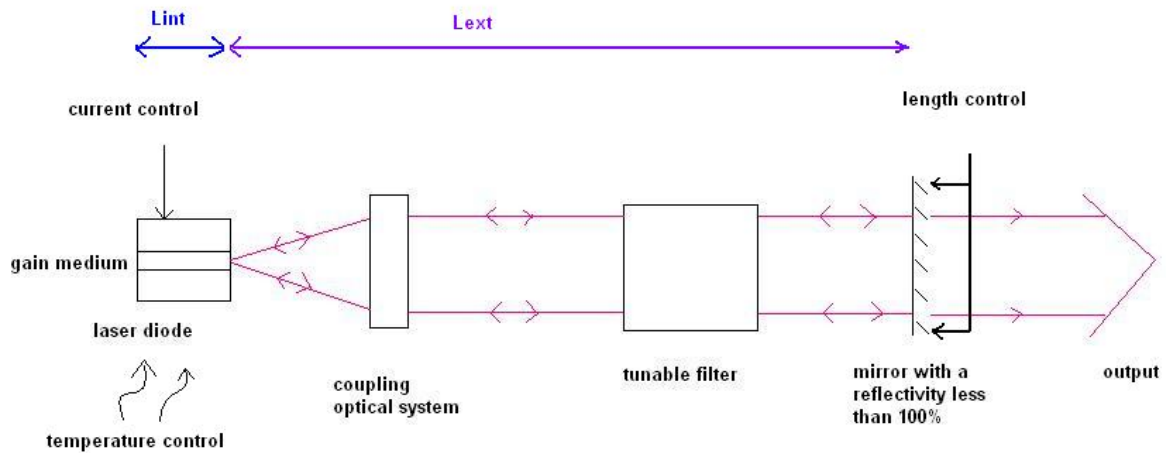 Lint
Lext
current control
length control
gain medium
laser diode
temperature control
coupling
optical system
tunable filter
mirror with a
reflectivity less
than 100%
output